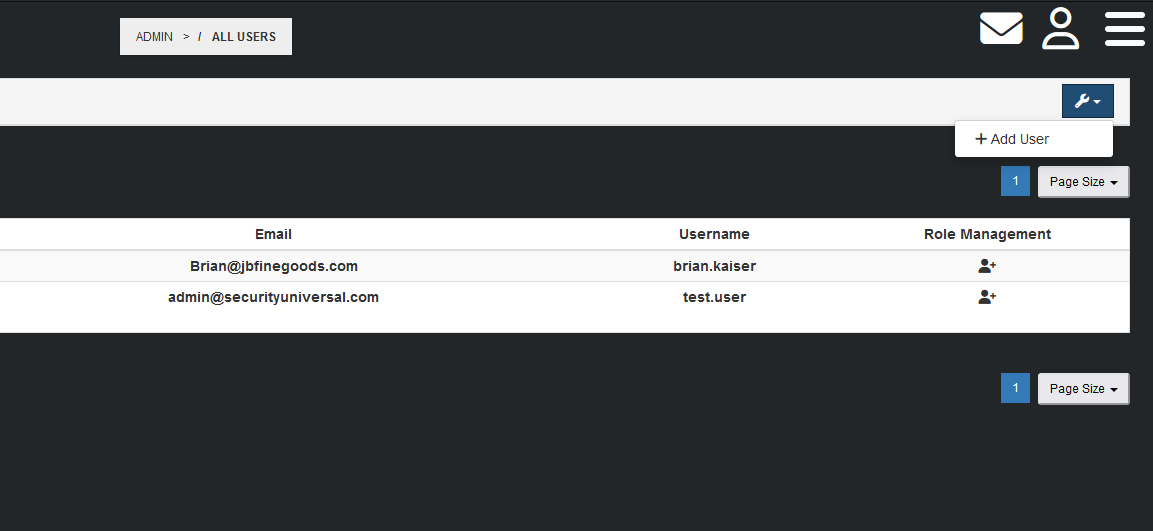 ADMIN > / ALL USERS
Add User
1 Page Size
Email Username Role Management
Brian@jbfinegoods.com brian.kaiser
admin@securityuniversal.com test.user
1 Page Size